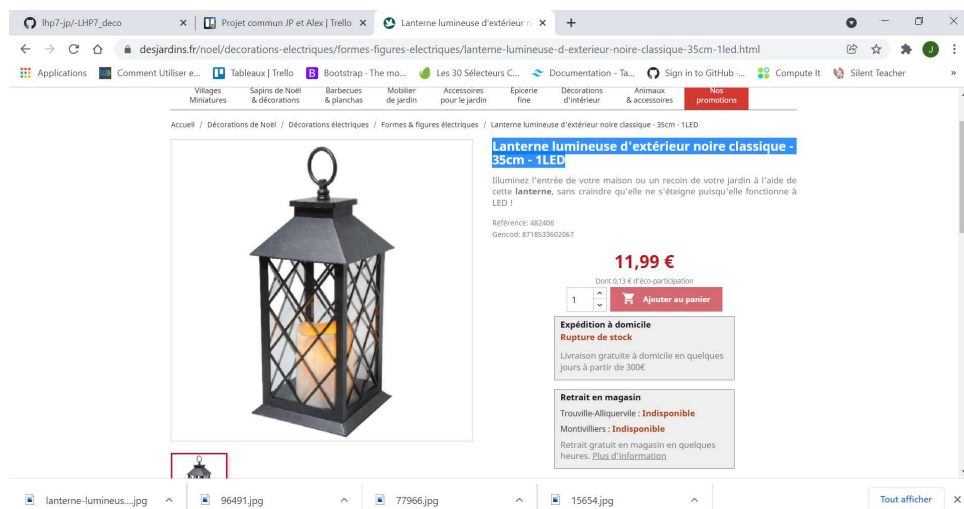 lhp7-jp/-LHP7_deco
Projet commun JP et Alex | Trello
Lanterne lumineuse d'extérieur n
desjardins.fr/noel/decorations-electriques/formes-figures-electriques/lanterne-lumineuse-d-exterieur-noire-classique-35cm-1led.html
J
Applications
Comment Utiliser e...
Tableaux | Trello
B Bootstrap · The mo...
Les 30 Sélecteurs C...
Documentation - Ta...
Sign in to GitHub ·...
Compute It
Silent Teacher
»
Villages
Miniatures
Sapins de Noël
& décorations
Barbecues
& planchas
Mobilier
de jardin
Accessoires
pour le jardin
Epicerie
fine
Décorations
d'intérieur
Animaux
& accessoires
Nos
promotions
Accueil / Décorations de Noël / Décorations électriques / Formes & figures électriques / Lanterne lumineuse d'extérieur noire classique - 35cm - 1LED
Lanterne lumineuse d'extérieur noire classique -
35cm - 1LED
Illuminez l'entrée de votre maison ou un recoin de votre jardin à l'aide de
cette lanterne, sans craindre qu'elle ne s'éteigne puisqu'elle fonctionne à
LED !
Référence: 482406
Gencod: 8718533602067
11,99 €
Dont 0,13 € d'éco-participation
1
Ajouter au panier
Expédition à domicile
Rupture de stock
Livraison gratuite à domicile en quelques
jours à partir de 300€
Retrait en magasin
Trouville-Alliquerville : Indisponible
Montivilliers : Indisponible
Retrait gratuit en magasin en quelques
heures. Plus d'information
lanterne-lumineus....jpg
96491.jpg
77966.jpg
15654.jpg
Tout afficher